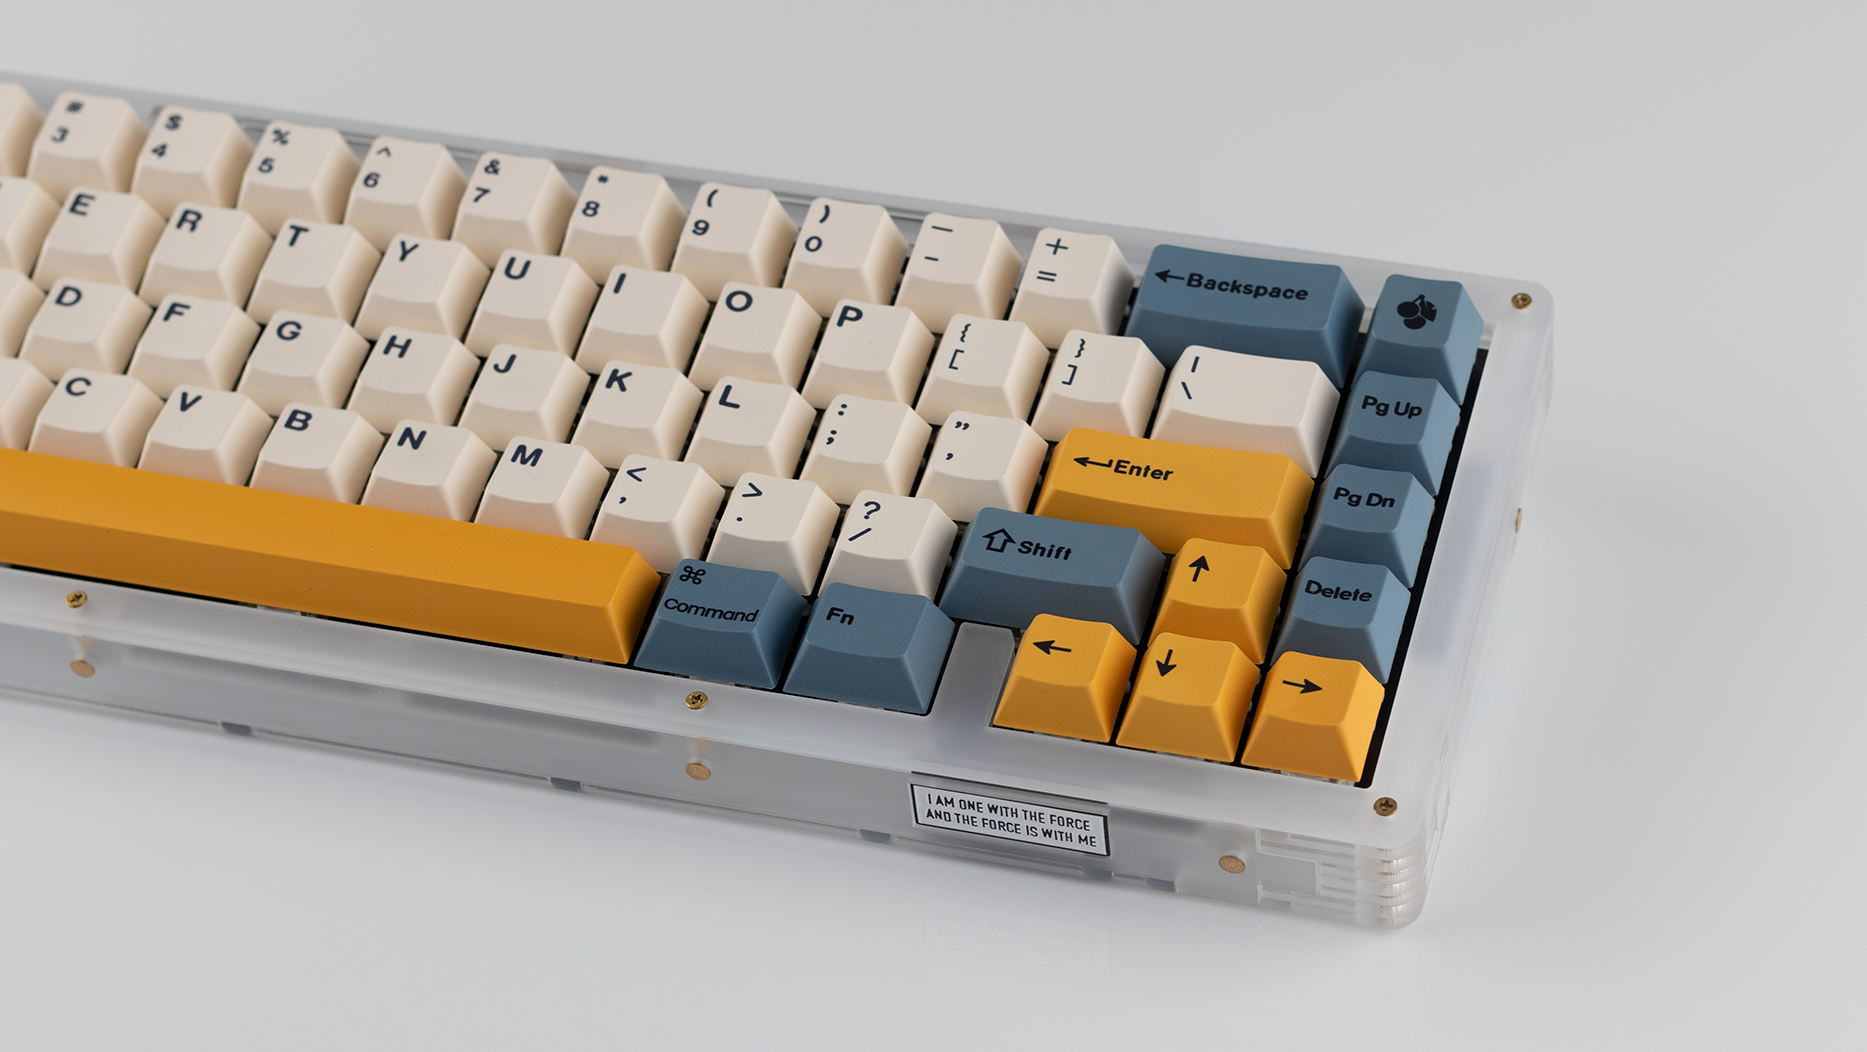 # $ % ^ & * ( ) — +
3 4 5 6 7 8 9 0 - = ←Backspace
E R T Y U I O P { } | Pg Up
[ ] \
D F G H J K L : " ↵Enter Pg Dn
; '
C V B N M < > ? ⇧Shift ↑ Delete
, . /
⌘ Fn ← ↓ →
Command
I AM ONE WITH THE FORCE
AND THE FORCE IS WITH ME